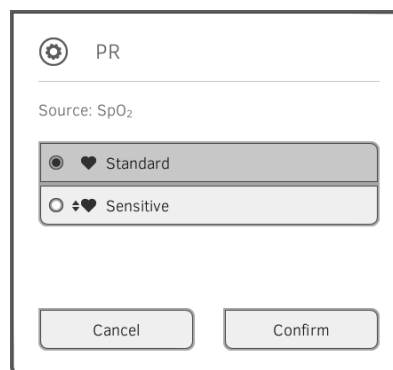 PR
Source: SpO₂
Standard
Sensitive
Cancel
Confirm